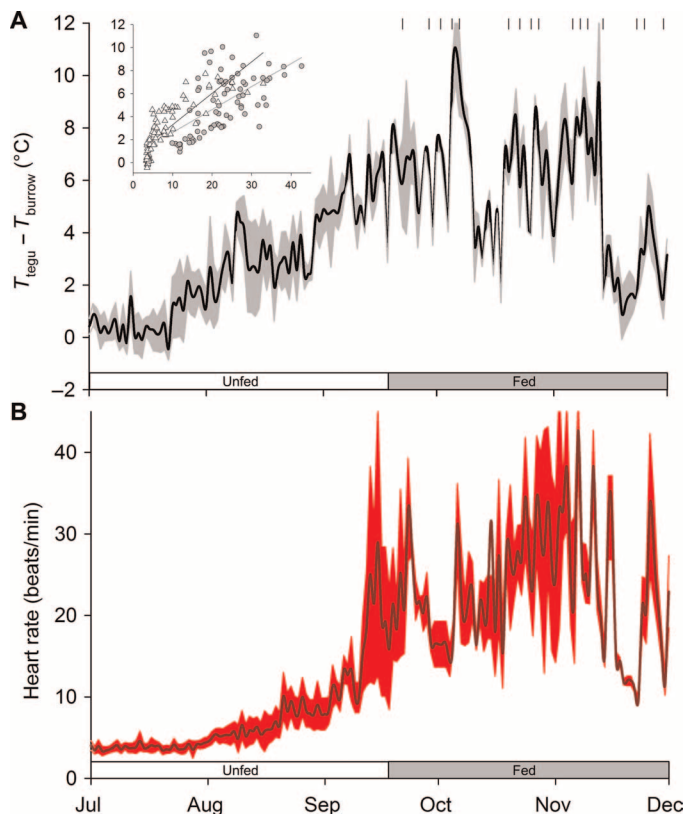 A
12
10
8
6
4
2
0
–2
T_tegu – T_burrow (°C)
12
10
8
6
4
2
0
0
10
20
30
40
Unfed
Fed
B
40
30
20
10
0
Heart rate (beats/min)
Unfed
Fed
Jul
Aug
Sep
Oct
Nov
Dec